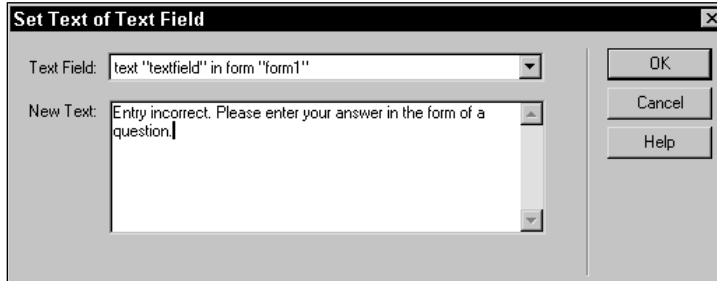 Set Text of Text Field
Text Field: text "textfield" in form "form1"
OK
New Text: Entry incorrect. Please enter your answer in the form of a
question.
Cancel
Help